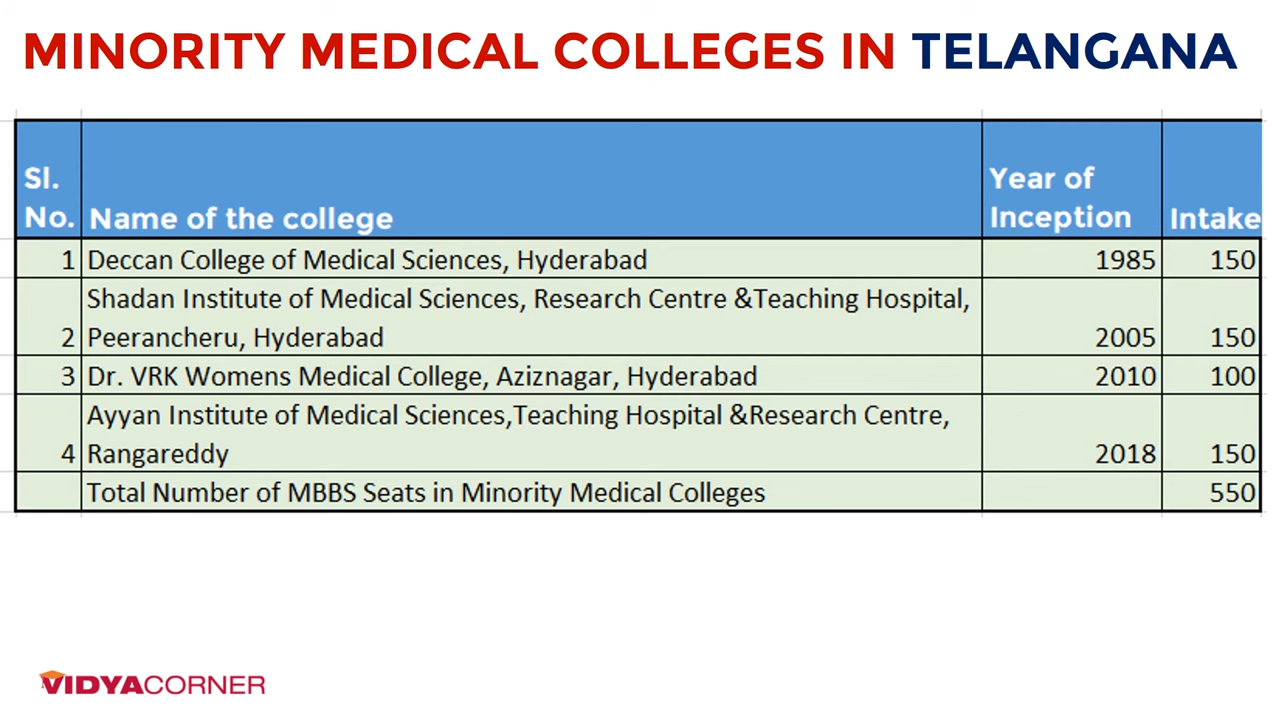 MINORITY MEDICAL COLLEGES IN TELANGANA
Sl. No. Name of the college Year of Inception Intake
1 Deccan College of Medical Sciences, Hyderabad 1985 150
Shadan Institute of Medical Sciences, Research Centre &Teaching Hospital,
2 Peerancheru, Hyderabad 2005 150
3 Dr. VRK Womens Medical College, Aziznagar, Hyderabad 2010 100
Ayyan Institute of Medical Sciences,Teaching Hospital &Research Centre,
4 Rangareddy 2018 150
Total Number of MBBS Seats in Minority Medical Colleges 550
VIDYACORNER